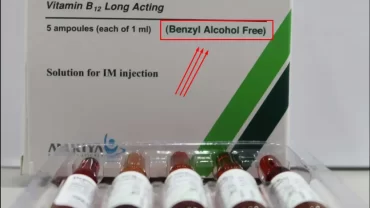 Vitamin B₁₂ Long Acting
5 ampoules (each of 1 ml) (Benzyl Alcohol Free)
Solution for IM injection